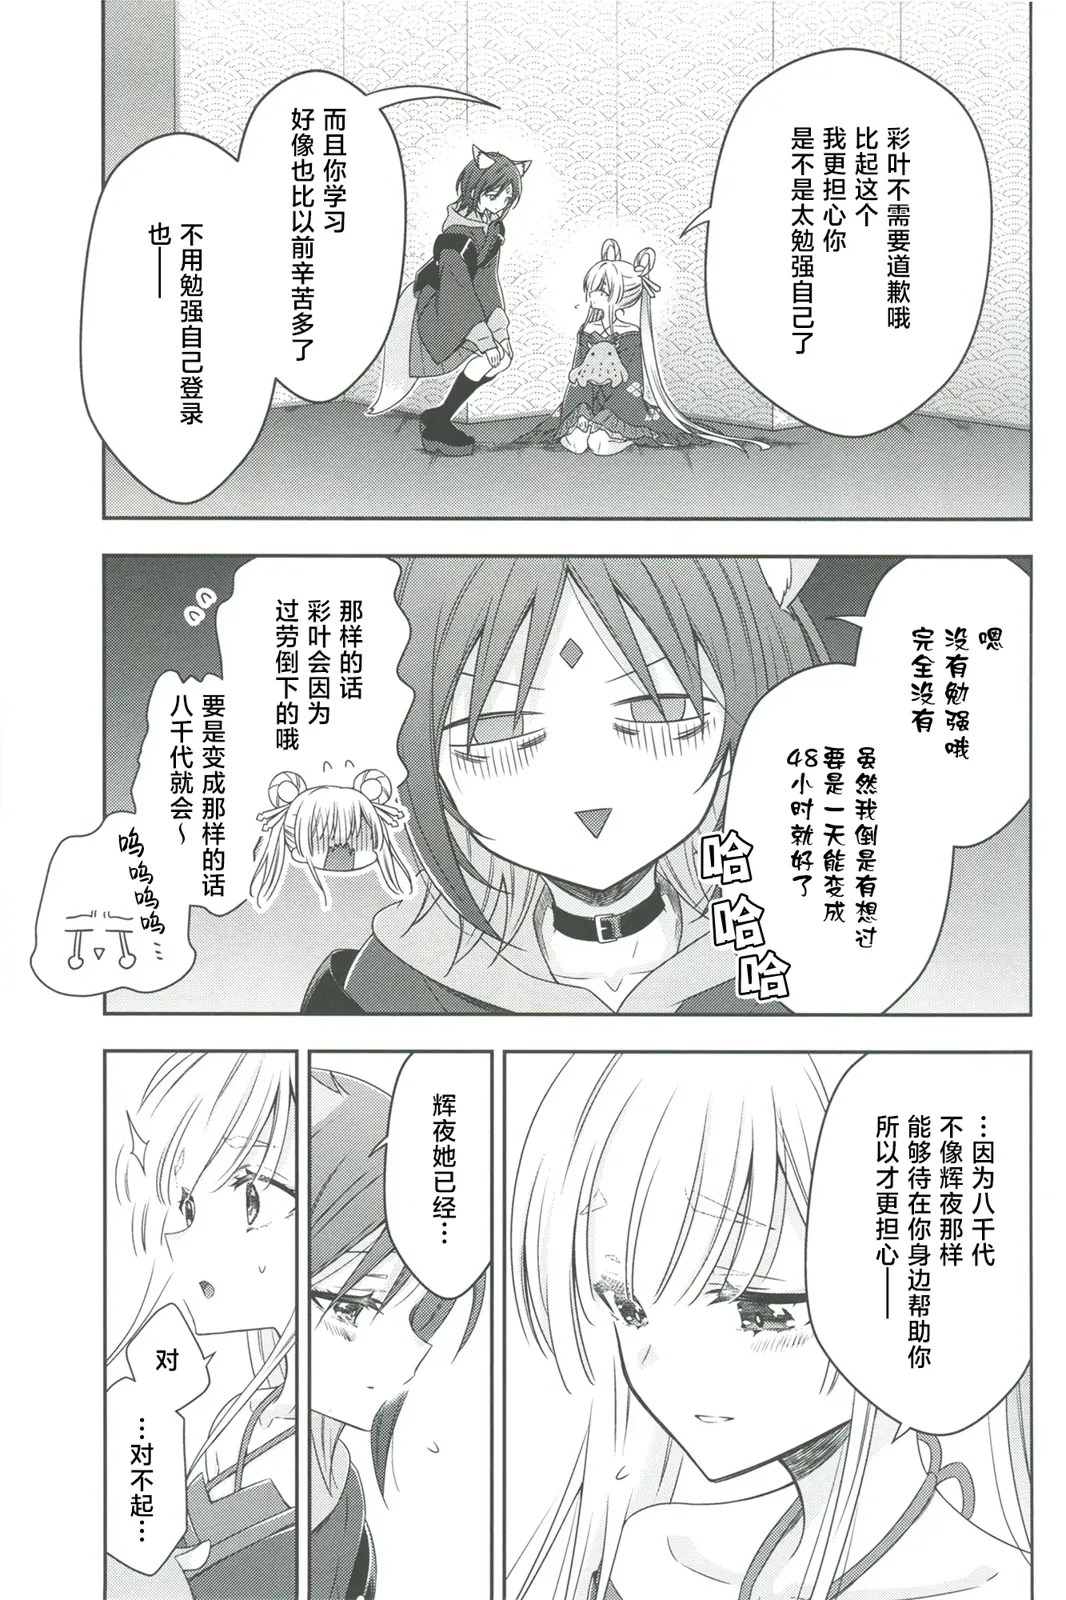 彩叶不需要道歉哦
比起这个
我更担心你
是不是太勉强自己了
而且你学习
好像也比以前辛苦多了
不用勉强自己登录
也——
嗯
没有勉强哦
完全没有
虽然我倒是有想过
要是一天能变成
48小时就好了
哈
哈
哈
那样的话
彩叶会因为
过劳倒下的哦
要是变成那样的话
八千代就会～
呜
呜
呜
呜
…因为八千代
不像辉夜那样
能够待在你身边帮助你
所以才更担心——
辉夜她已经…
对
…对不起…